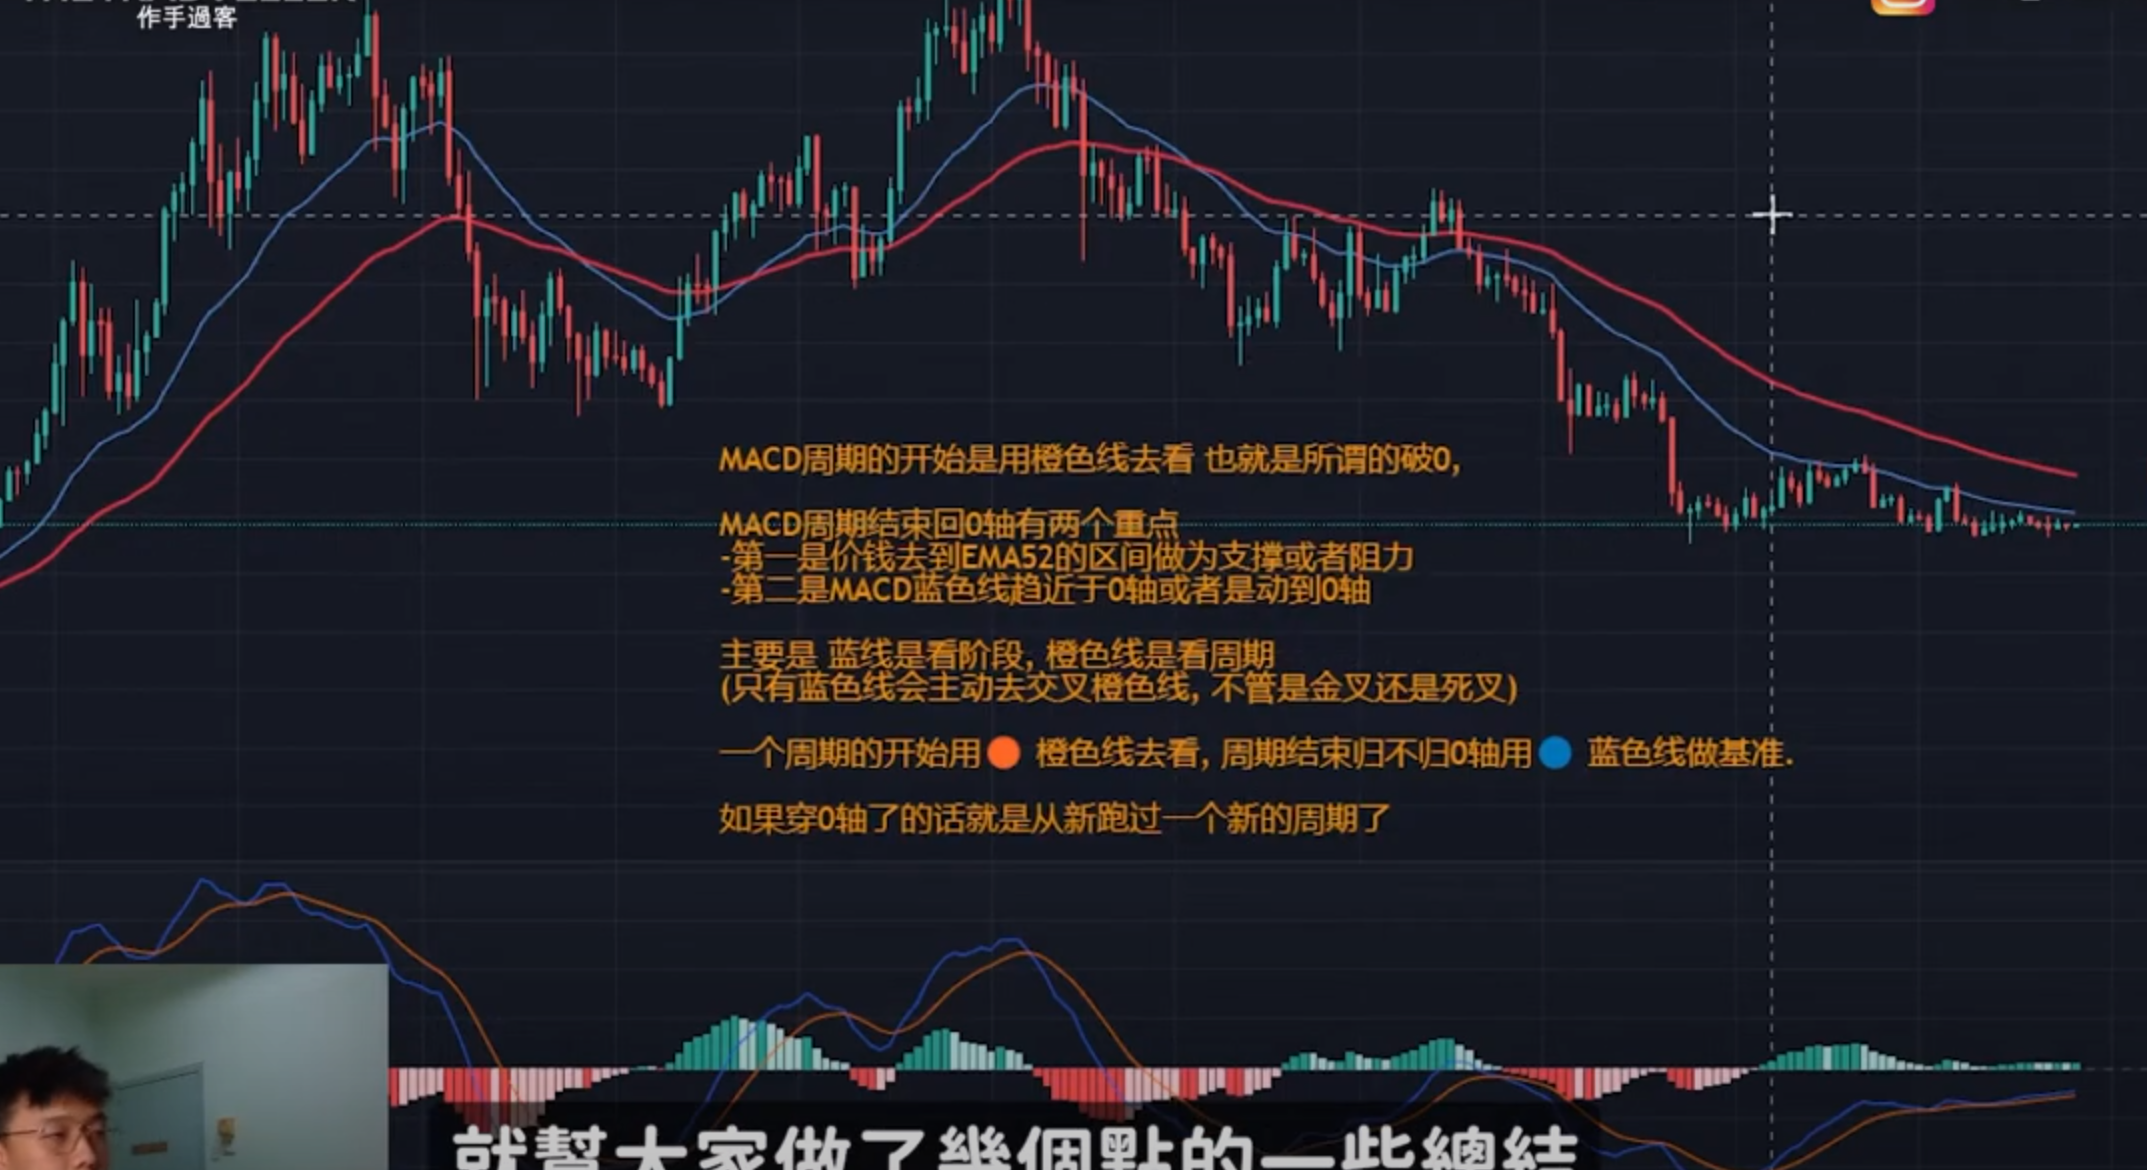 作手過客
MACD周期的开始是用橙色线去看 也就是所谓的破0,
MACD周期结束回0轴有两个重点
-第一是价钱去到EMA52的区间做为支撑或者阻力
-第二是MACD蓝色线趋近于0轴或者是动到0轴
主要是 蓝线是看阶段, 橙色线是看周期
(只有蓝色线会主动去交叉橙色线, 不管是金叉还是死叉)
一个周期的开始用🟠 橙色线去看, 周期结束归不归0轴用🔵 蓝色线做基准.
如果穿0轴了的话就是从新跑过一个新的周期了
就幫大家做了幾個點的一些總結